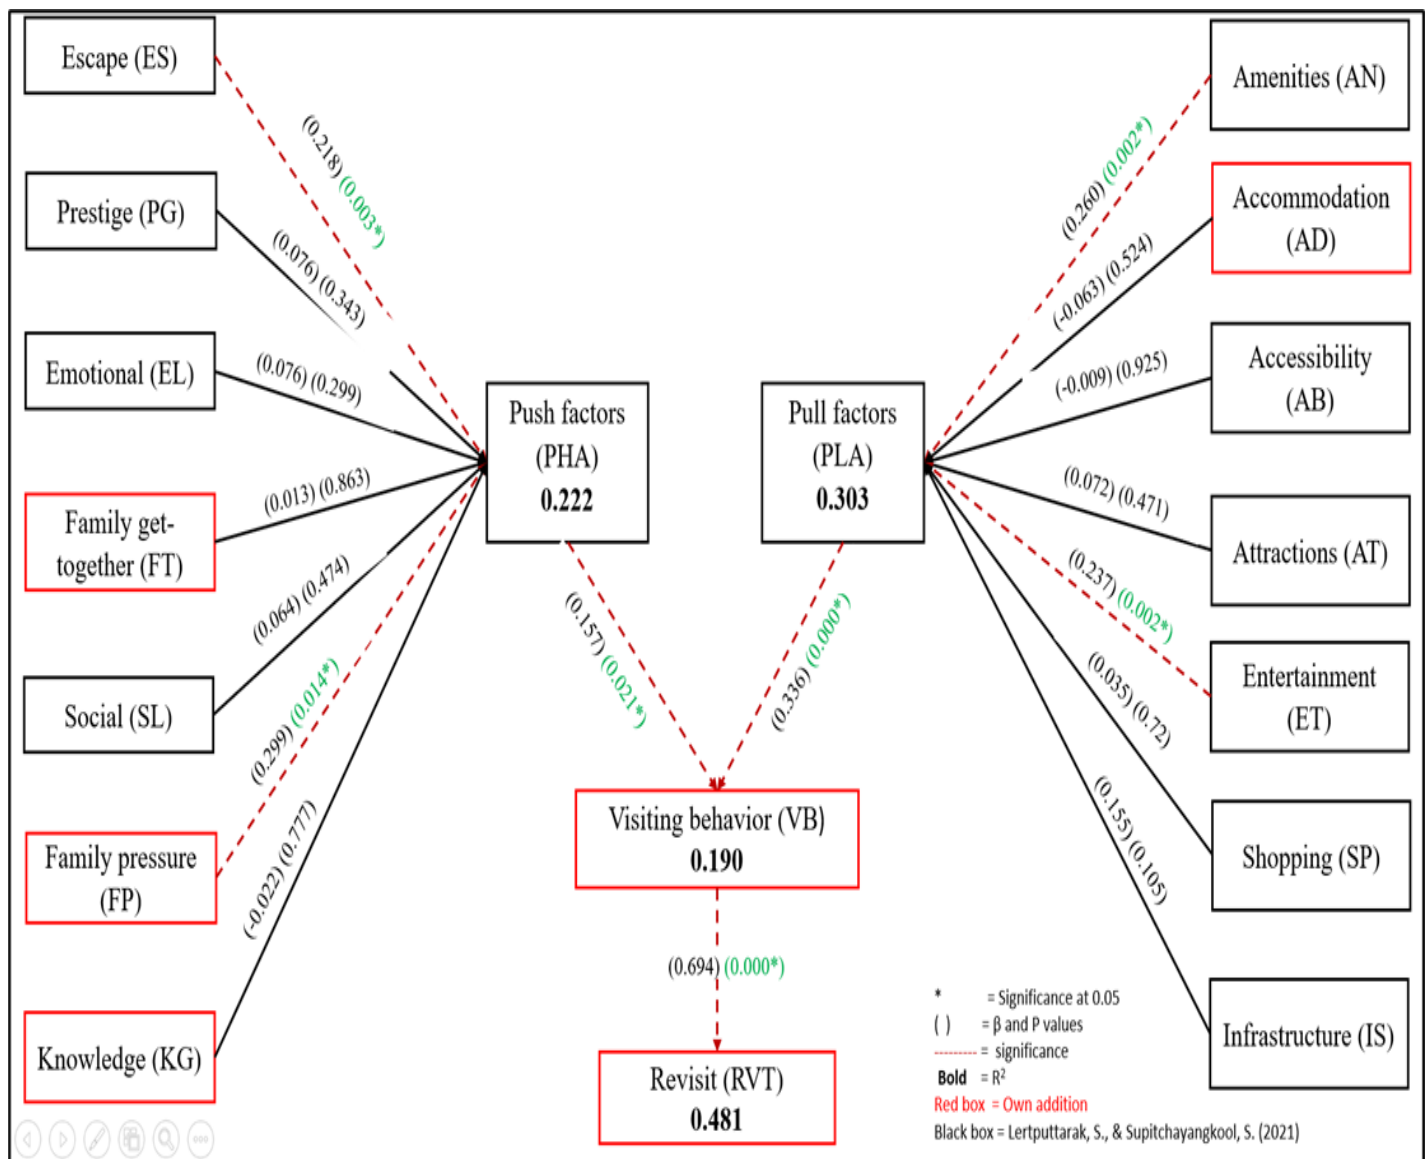 Escape (ES)
(0.218) (0.003*)
Prestige (PG)
(0.076) (0.343)
Emotional (EL)
(0.076) (0.299)
Family get-
together (FT)
(0.013) (0.863)
Social (SL)
(0.064) (0.474)
Family pressure
(FP)
(0.299) (0.014*)
Knowledge (KG)
(-0.022) (0.777)
Push factors
(PHA)
0.222
Pull factors
(PLA)
0.303
(0.157) (0.021*)
(0.336) (0.000*)
Visiting behavior (VB)
0.190
(0.694) (0.000*)
Revisit (RVT)
0.481
Amenities (AN)
(0.260) (0.002*)
Accommodation
(AD)
(-0.063) (0.524)
Accessibility
(AB)
(-0.009) (0.925)
Attractions (AT)
(0.072) (0.471)
Entertainment
(ET)
(0.237) (0.002*)
Shopping (SP)
(0.035) (0.72)
Infrastructure (IS)
(0.155) (0.105)
* = Significance at 0.05
( ) = β and P values
--------- = significance
Bold = R²
Red box = Own addition
Black box = Lertputtarak, S., & Supitchayangkool, S. (2021)